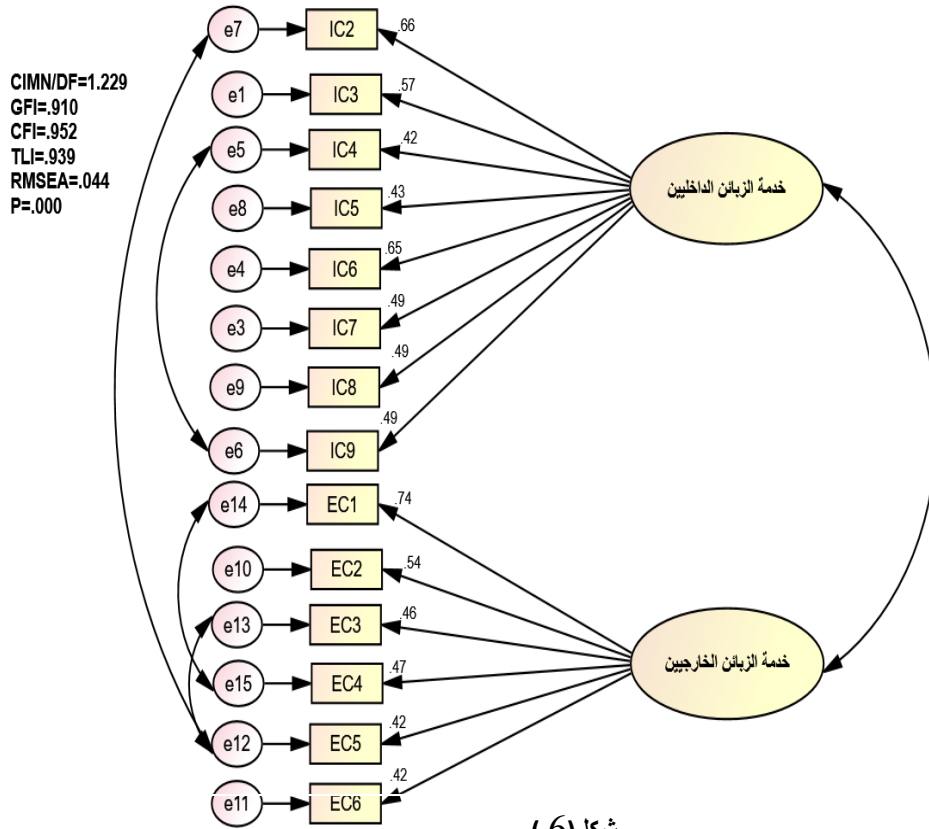 CIMN/DF=1.229
GFI=.910
CFI=.952
TLI=.939
RMSEA=.044
P=.000
e7 IC2 .66
e1 IC3 .57
e5 IC4 .42
e8 IC5 .43
e4 IC6 .65
e3 IC7 .49
e9 IC8 .49
e6 IC9 .49
خدمة الزبائن الداخليين
e14 EC1 .74
e10 EC2 .54
e13 EC3 .46
e15 EC4 .47
e12 EC5 .42
e11 EC6 .42
خدمة الزبائن الخارجيين
شكل (6)